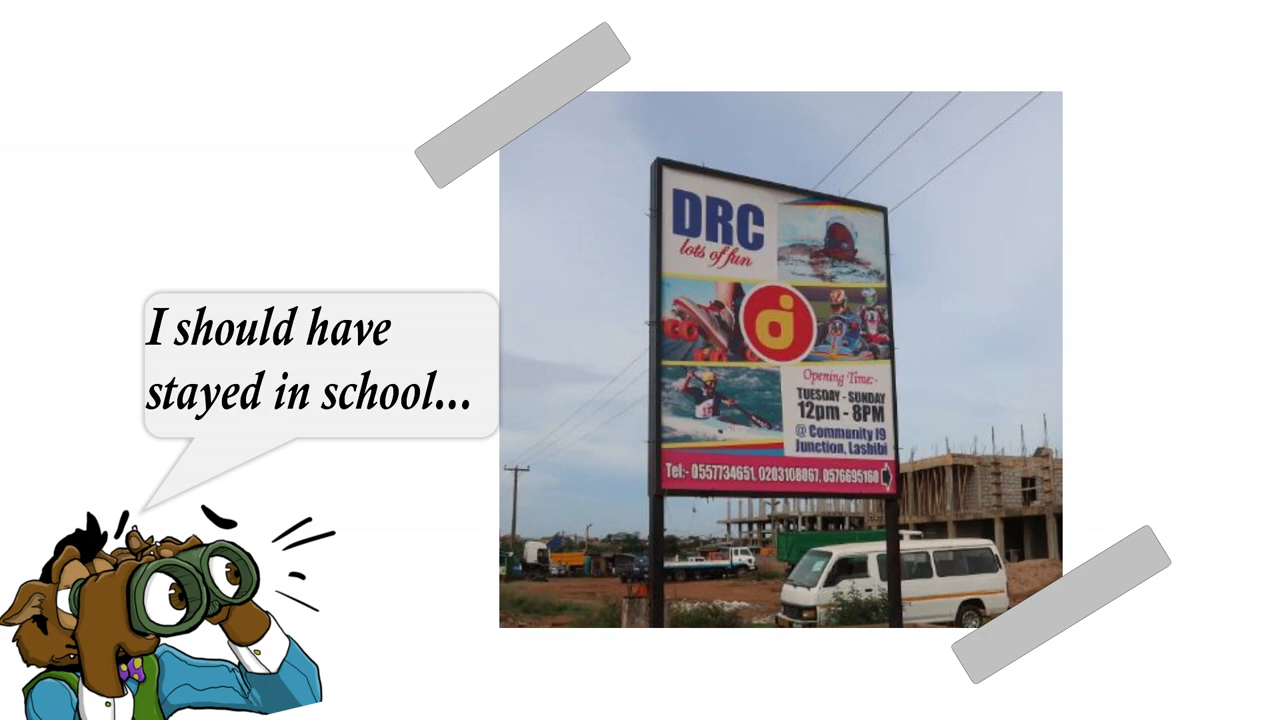 I should have
stayed in school...
DRC
lots of fun
Opening Time:-
TUESDAY - SUNDAY
12pm - 8PM
@ Community 19
Junction, Lashibi
Tel:- 0557734651, 0203108067, 0576695160